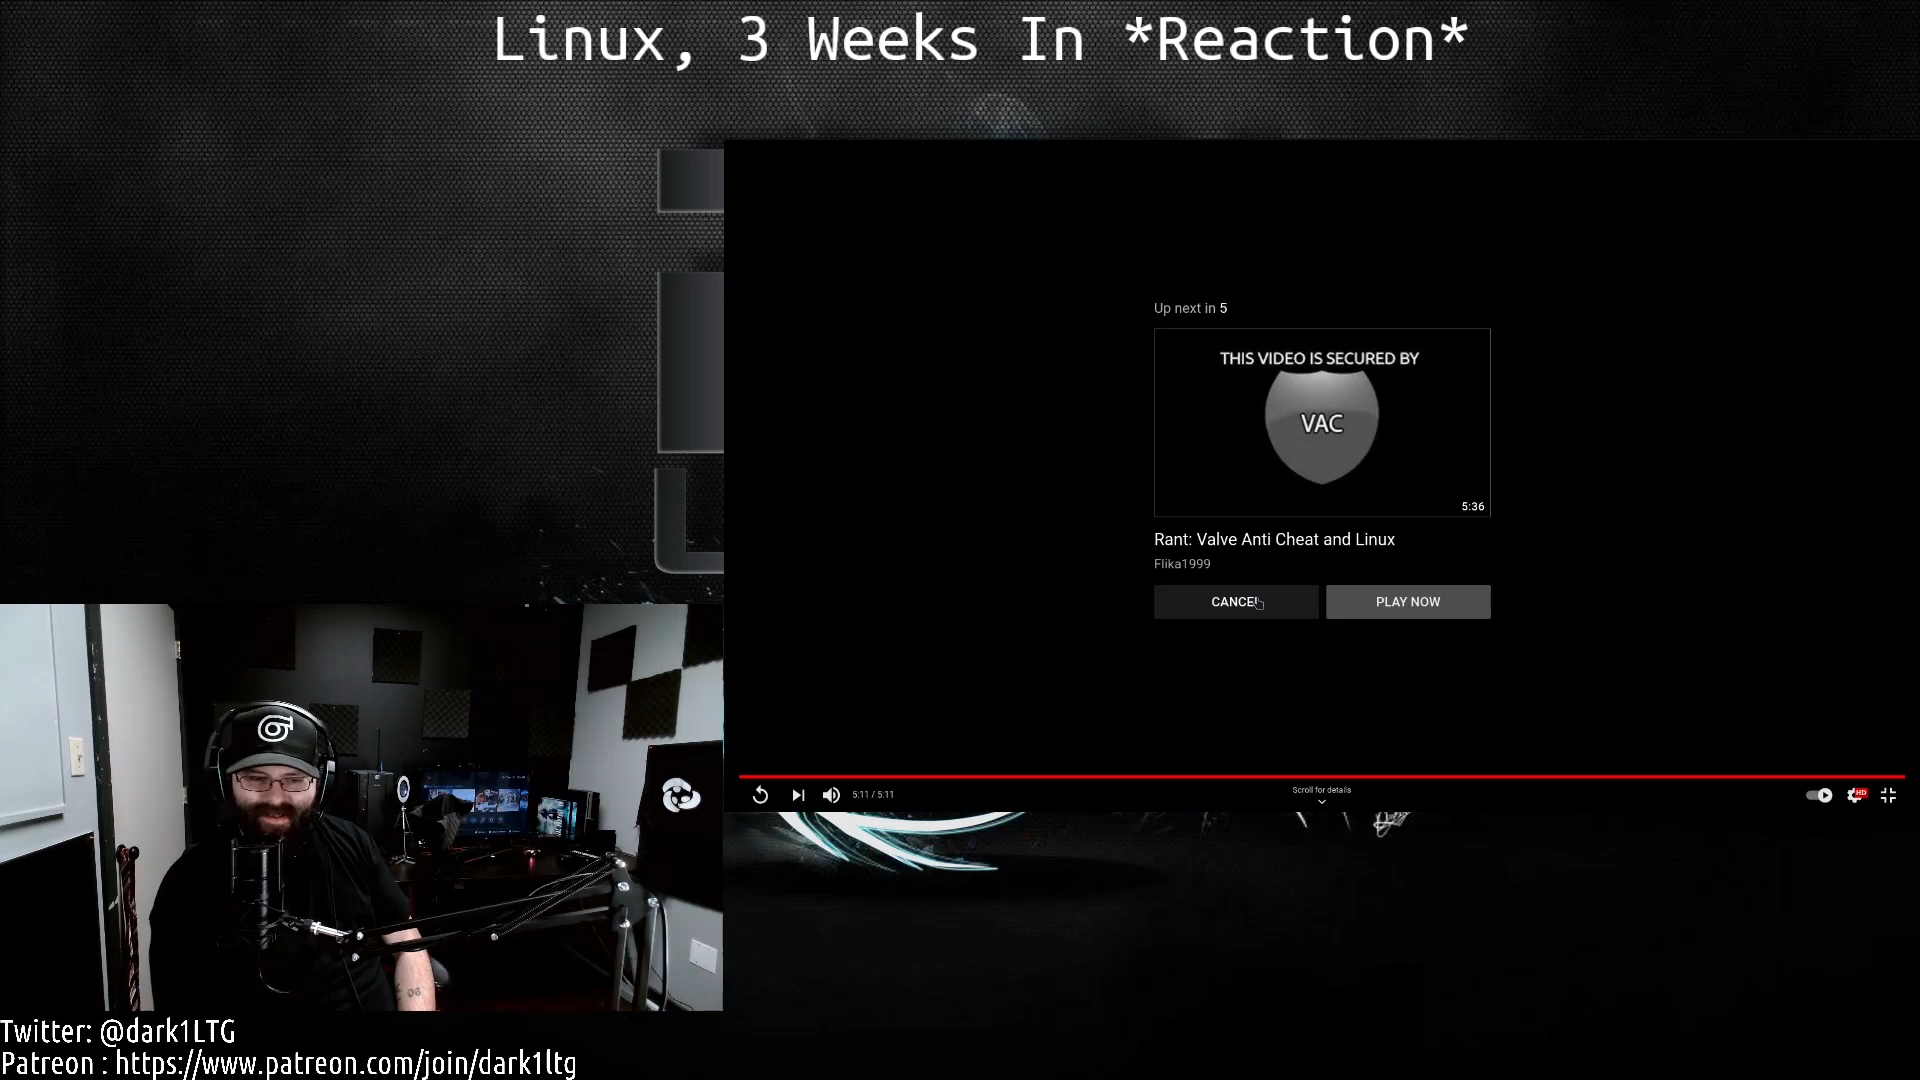 Linux, 3 Weeks In *Reaction*
Up next in 5
THIS VIDEO IS SECURED BY
VAC
5:36
Rant: Valve Anti Cheat and Linux
Flika1999
CANCEL
PLAY NOW
5:11 / 5:11
Scroll for details
HD
Twitter: @dark1LTG
Patreon : https://www.patreon.com/join/dark1ltg